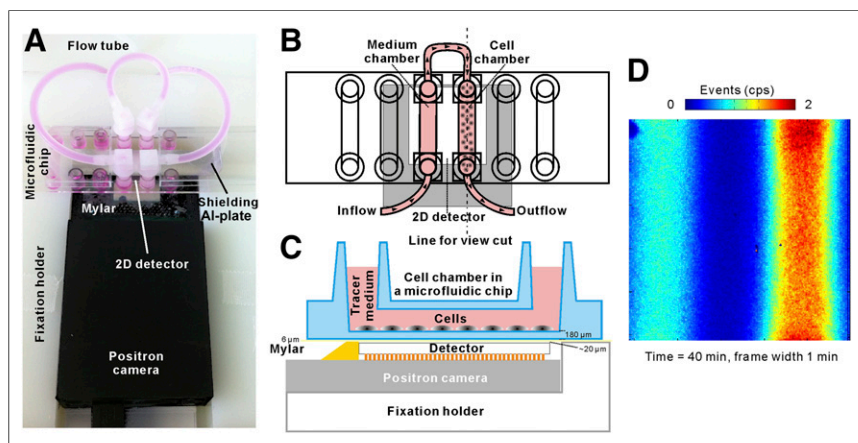 A
Flow tube
Microfluidic
chip
Shielding
Al-plate
Mylar
2D detector
Fixation holder
Positron
camera
B
Medium
chamber
Cell
chamber
Inflow
2D detector
Outflow
Line for view cut
C
Cell chamber in
a microfluidic chip
Tracer
medium
Cells
6 µm
180 µm
Mylar
Detector
~20 µm
Positron camera
Fixation holder
D
Events (cps)
0
2
Time = 40 min, frame width 1 min